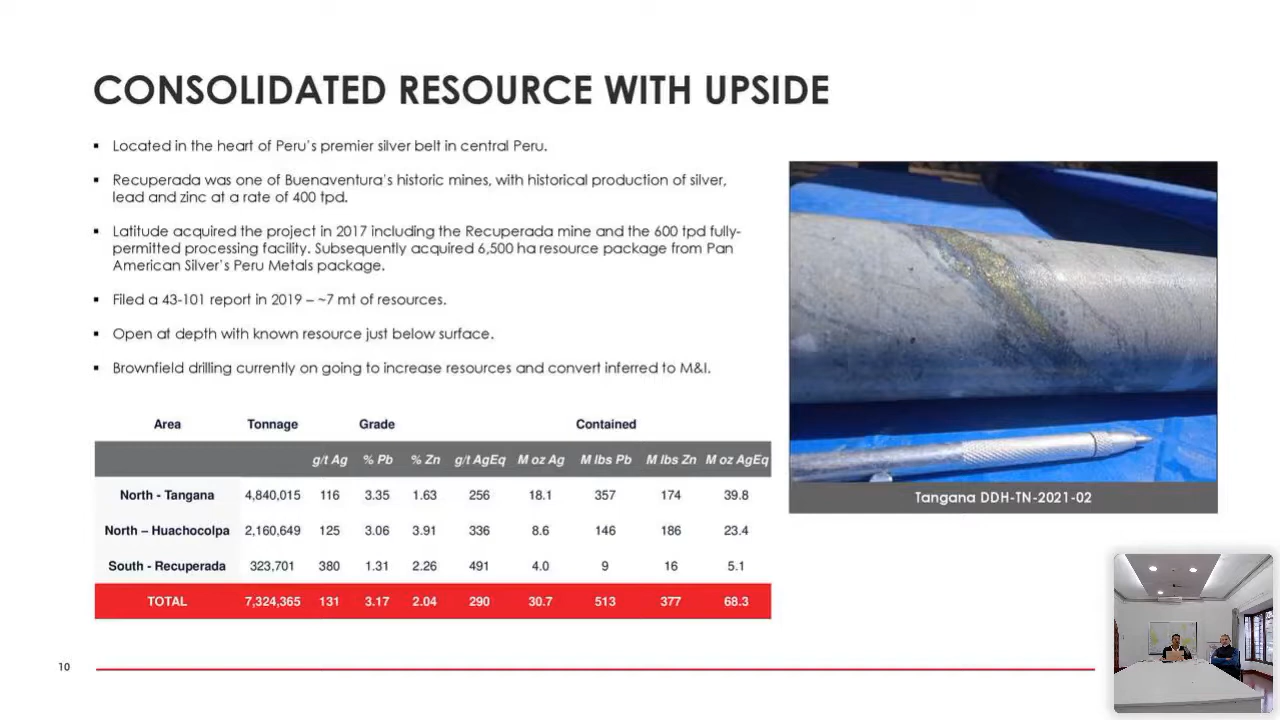 CONSOLIDATED RESOURCE WITH UPSIDE
▪ Located in the heart of Peru's premier silver belt in central Peru.
▪ Recuperada was one of Buenaventura's historic mines, with historical production of silver,
lead and zinc at a rate of 400 tpd.
▪ Latitude acquired the project in 2017 including the Recuperada mine and the 600 tpd fully-
permitted processing facility. Subsequently acquired 6,500 ha resource package from Pan
American Silver's Peru Metals package.
▪ Filed a 43-101 report in 2019 – ~7 mt of resources.
▪ Open at depth with known resource just below surface.
▪ Brownfield drilling currently on going to increase resources and convert inferred to M&I.
Area Tonnage Grade Contained
g/t Ag % Pb % Zn g/t AgEq M oz Ag M lbs Pb M lbs Zn M oz AgEq
North - Tangana 4,840,015 116 3.35 1.63 256 18.1 357 174 39.8
North – Huachocolpa 2,160,649 125 3.06 3.91 336 8.6 146 186 23.4
South - Recuperada 323,701 380 1.31 2.26 491 4.0 9 16 5.1
TOTAL 7,324,365 131 3.17 2.04 290 30.7 513 377 68.3
Tangana DDH-TN-2021-02
10